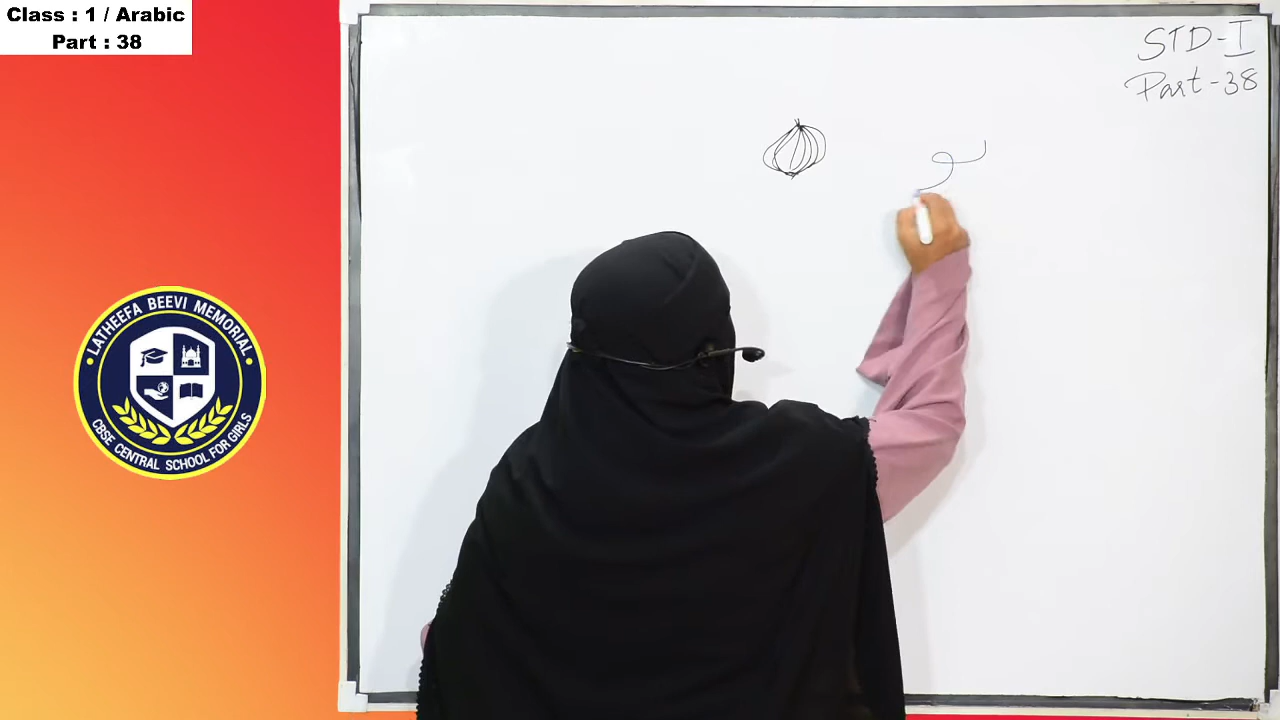 Class : 1 / Arabic
Part : 38
STD-I
Part-38
LATHEEFA BEEVI MEMORIAL
CBSE CENTRAL SCHOOL FOR GIRLS